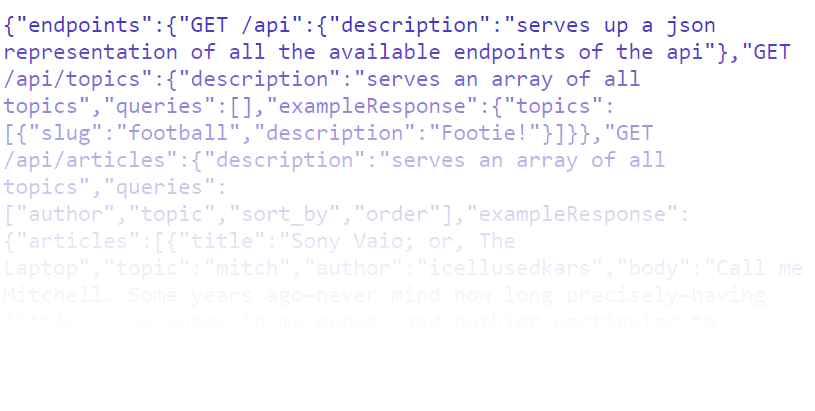 {"endpoints":{"GET /api":{"description":"serves up a json
representation of all the available endpoints of the api"},"GET
/api/topics":{"description":"serves an array of all
topics","queries":[],"exampleResponse":{"topics":
[{"slug":"football","description":"Footie!"}]}},"GET
/api/articles":{"description":"serves an array of all
topics","queries":
["author","topic","sort_by","order"],"exampleResponse":
{"articles":[{"title":"Sony Vaio; or, The
Laptop","topic":"mitch","author":"icellusedkars","body":"Call me
Mitchell. Some years ago—never mind how long precisely—having
little or no money in my purse, and nothing particular to